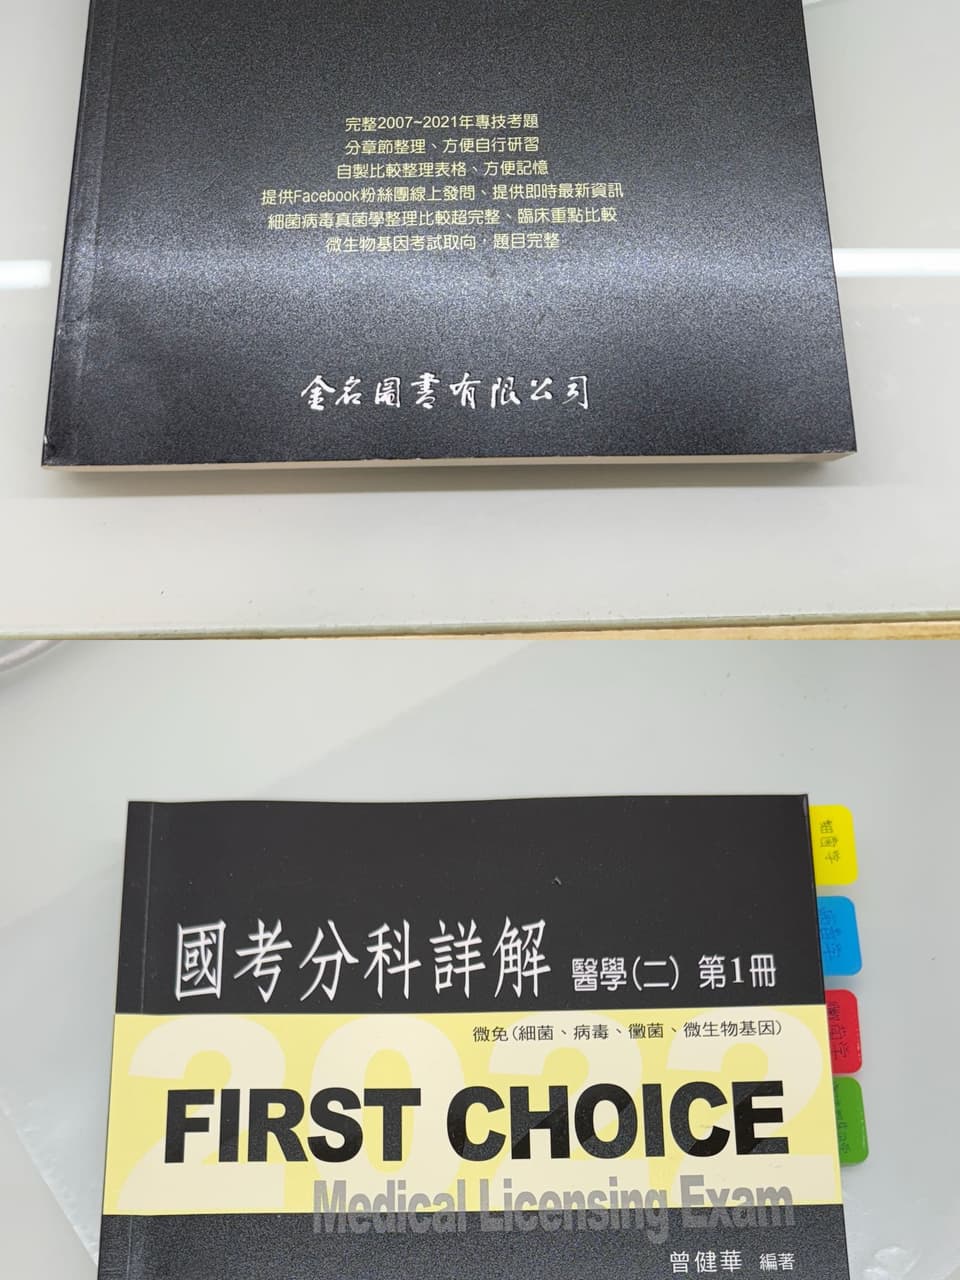 完整2007~2021年專技考題
分章節整理、方便自行研習
自製比較整理表格、方便記憶
提供Facebook粉絲團線上發問、提供即時最新資訊
細菌病毒真菌學整理比較超完整、臨床重點比較
微生物基因考試取向，題目完整
金名圖書有限公司
國考分科詳解 醫學(二) 第1冊
微免(細菌、病毒、黴菌、微生物基因)
2022
FIRST CHOICE
Medical Licensing Exam
曾健華 編著